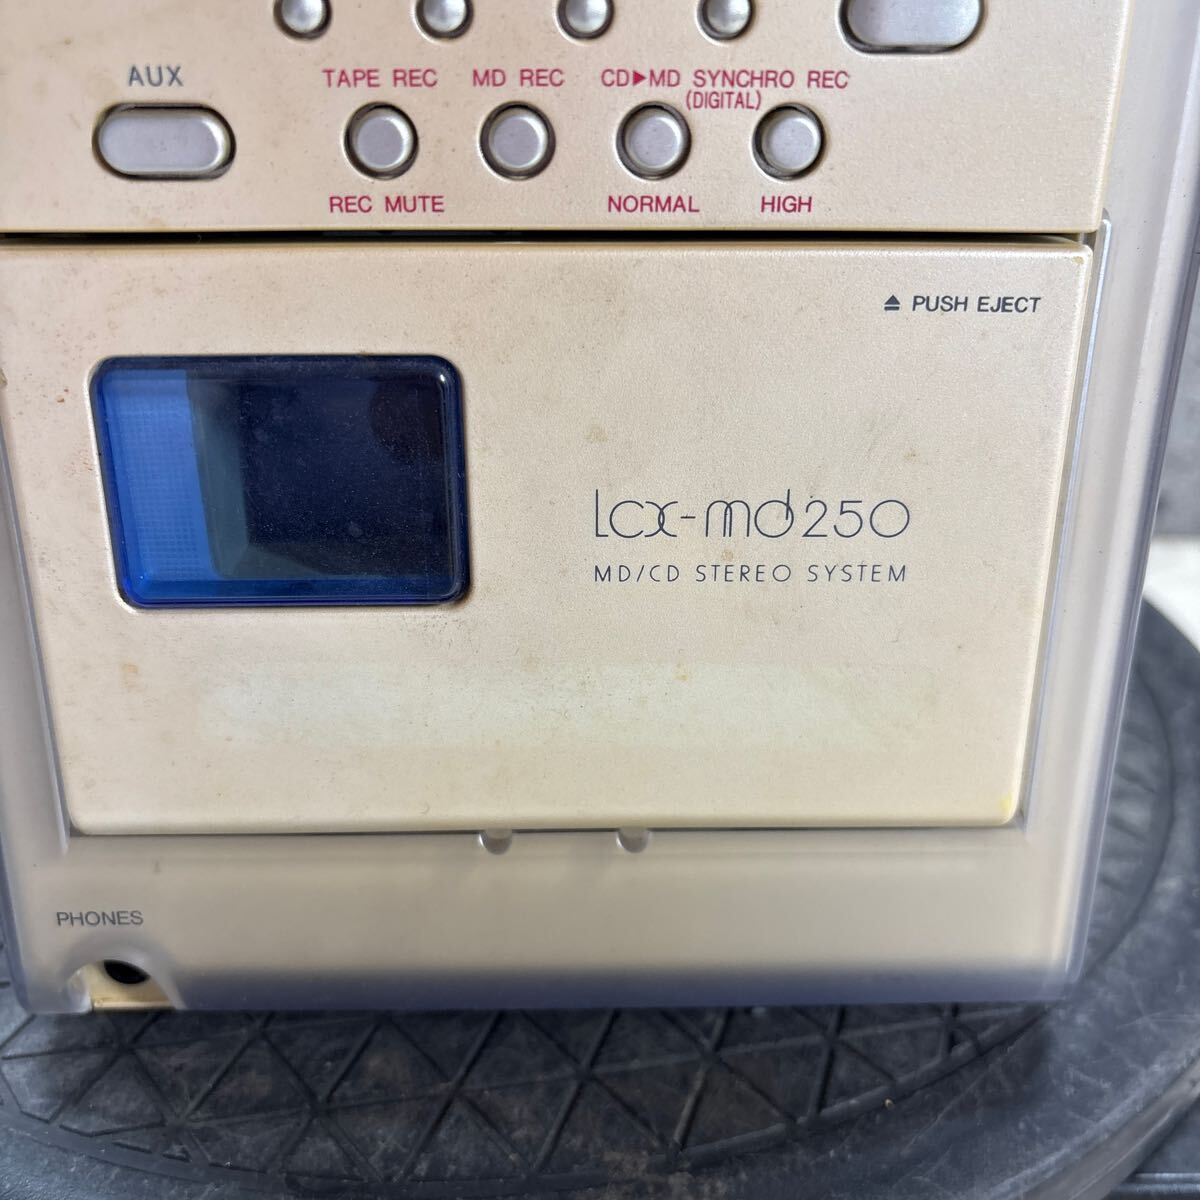 AUX
TAPE REC
MD REC
CD▶MD SYNCHRO REC
(DIGITAL)
REC MUTE
NORMAL
HIGH
⏏ PUSH EJECT
lcx-md250
MD/CD STEREO SYSTEM
PHONES